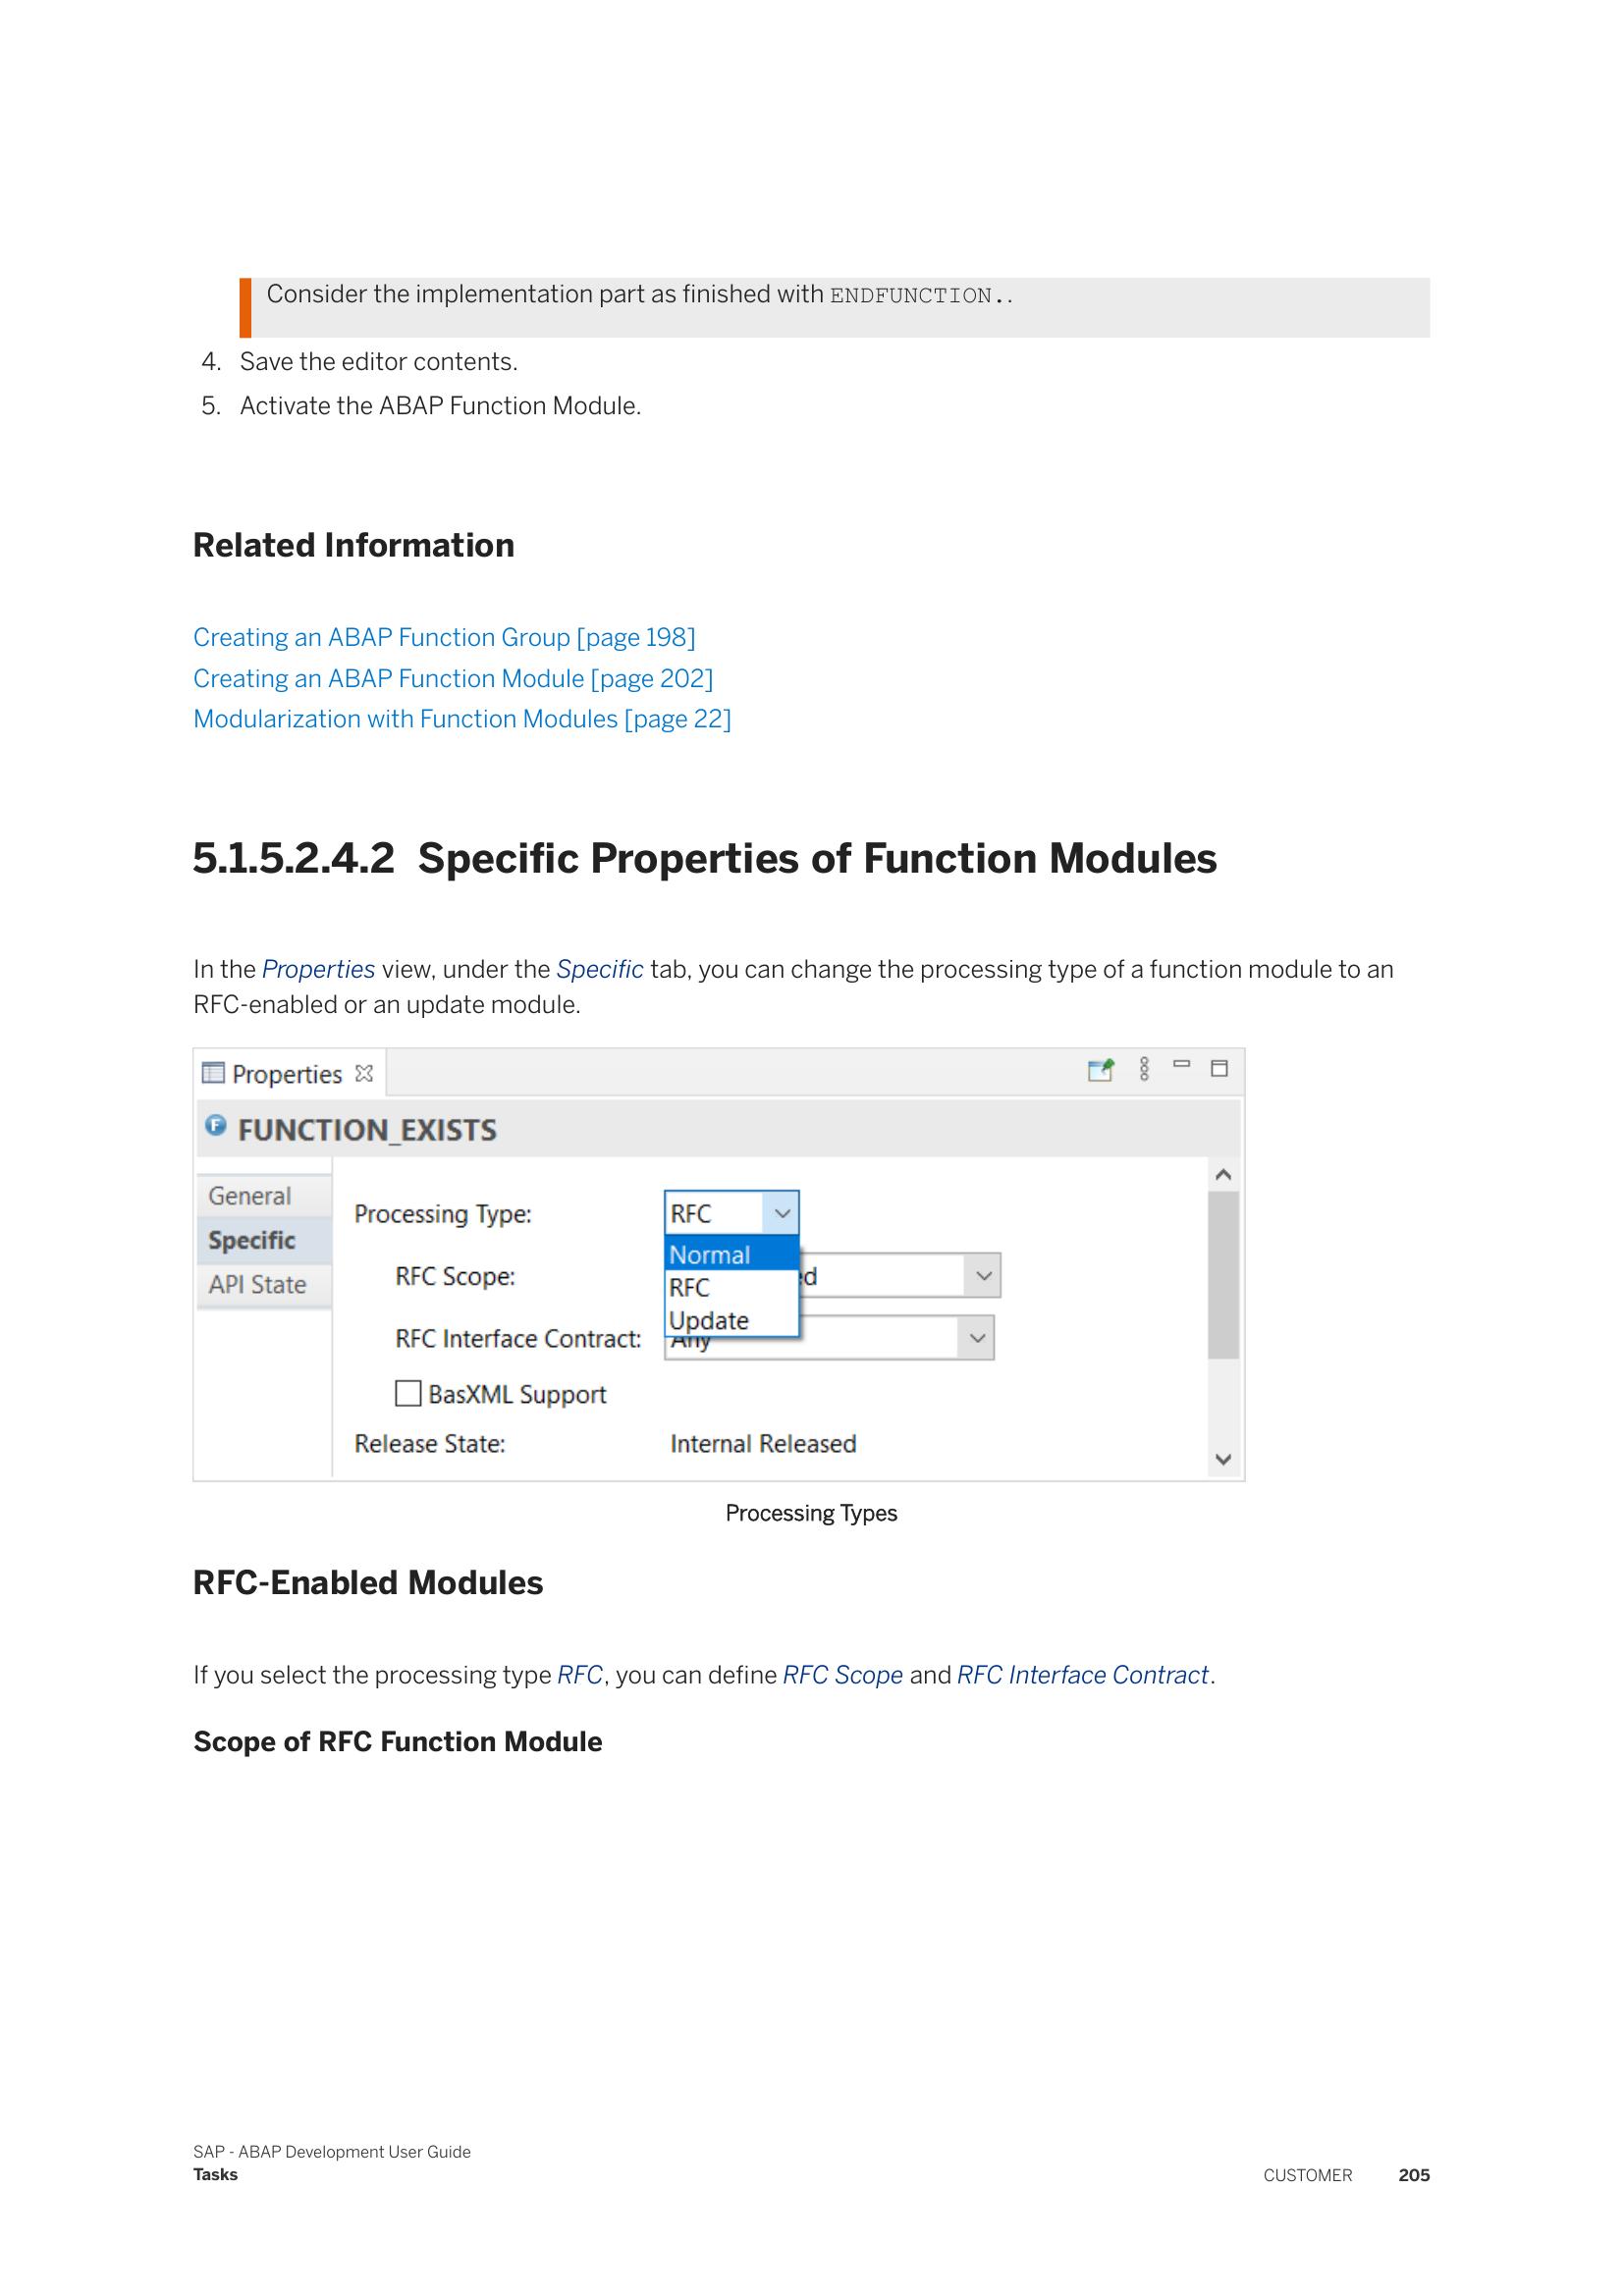 Consider the implementation part as finished with ENDFUNCTION..
4. Save the editor contents.
5. Activate the ABAP Function Module.
Related Information
Creating an ABAP Function Group [page 198]
Creating an ABAP Function Module [page 202]
Modularization with Function Modules [page 22]
5.1.5.2.4.2 Specific Properties of Function Modules
In the Properties view, under the Specific tab, you can change the processing type of a function module to an
RFC-enabled or an update module.
Properties
F FUNCTION_EXISTS
General
Specific
API State
Processing Type: RFC
Normal
RFC
Update
RFC Scope:
RFC Interface Contract: Any
BasXML Support
Release State: Internal Released
Processing Types
RFC-Enabled Modules
If you select the processing type RFC, you can define RFC Scope and RFC Interface Contract.
Scope of RFC Function Module
SAP - ABAP Development User Guide
Tasks
CUSTOMER 205